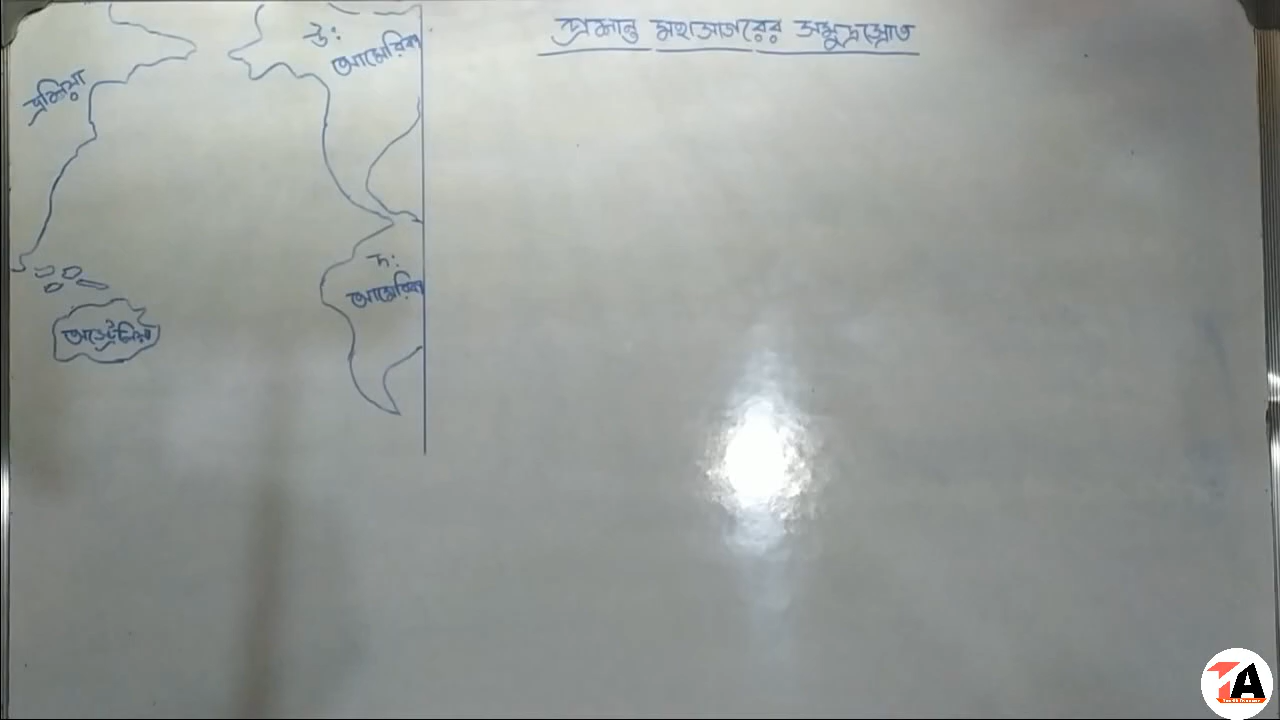 প্রশান্ত মহাসাগরের সমুদ্রস্রোত
উ:
আমেরিকা
এশিয়া
দ:
আমেরিকা
অস্ট্রেলিয়া